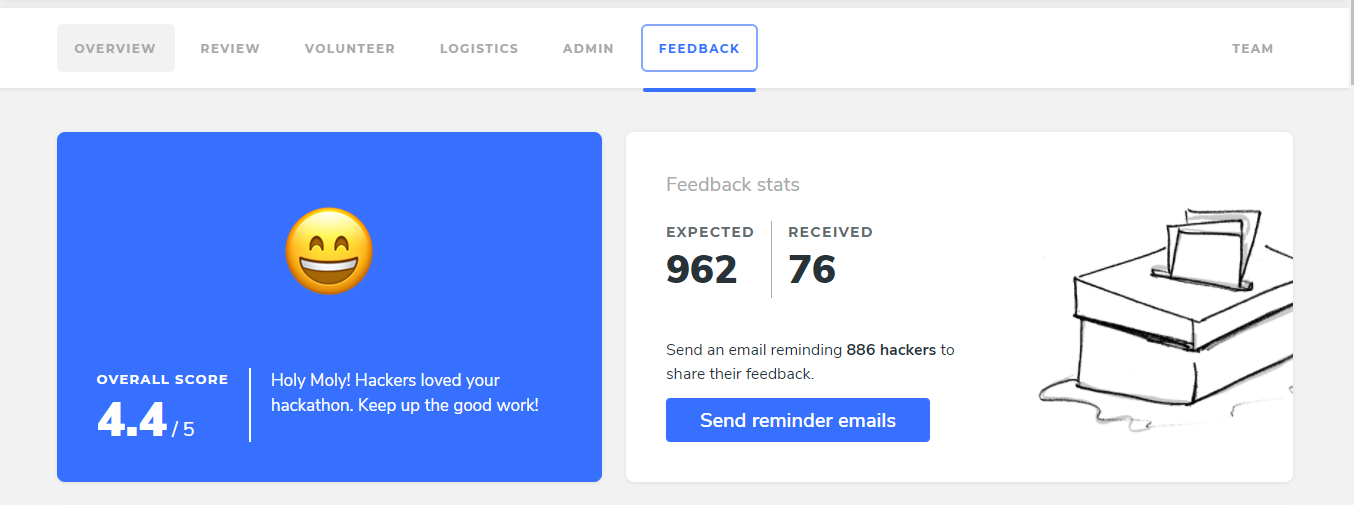 OVERVIEW REVIEW VOLUNTEER LOGISTICS ADMIN FEEDBACK TEAM
OVERALL SCORE
4.4 / 5
Holy Moly! Hackers loved your
hackathon. Keep up the good work!
Feedback stats
EXPECTED RECEIVED
962 76
Send an email reminding 886 hackers to
share their feedback.
Send reminder emails